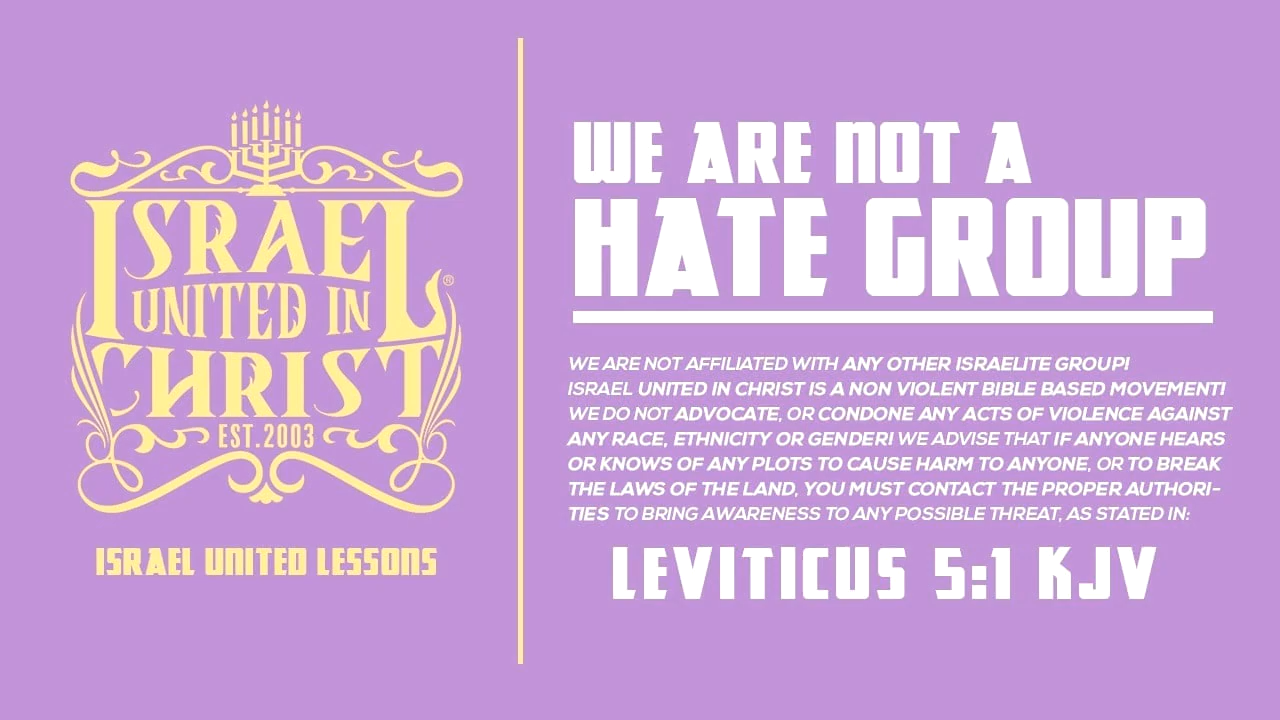 ISRAEL
UNITED IN
CHRIST
®
EST.2003
ISRAEL UNITED LESSONS
WE ARE NOT A
HATE GROUP
WE ARE NOT AFFILIATED WITH ANY OTHER ISRAELITE GROUP!
ISRAEL UNITED IN CHRIST IS A NON VIOLENT BIBLE BASED MOVEMENT!
WE DO NOT ADVOCATE, OR CONDONE ANY ACTS OF VIOLENCE AGAINST
ANY RACE, ETHNICITY OR GENDER! WE ADVISE THAT IF ANYONE HEARS
OR KNOWS OF ANY PLOTS TO CAUSE HARM TO ANYONE, OR TO BREAK
THE LAWS OF THE LAND, YOU MUST CONTACT THE PROPER AUTHORI-
TIES TO BRING AWARENESS TO ANY POSSIBLE THREAT, AS STATED IN:
LEVITICUS 5:1 KJV